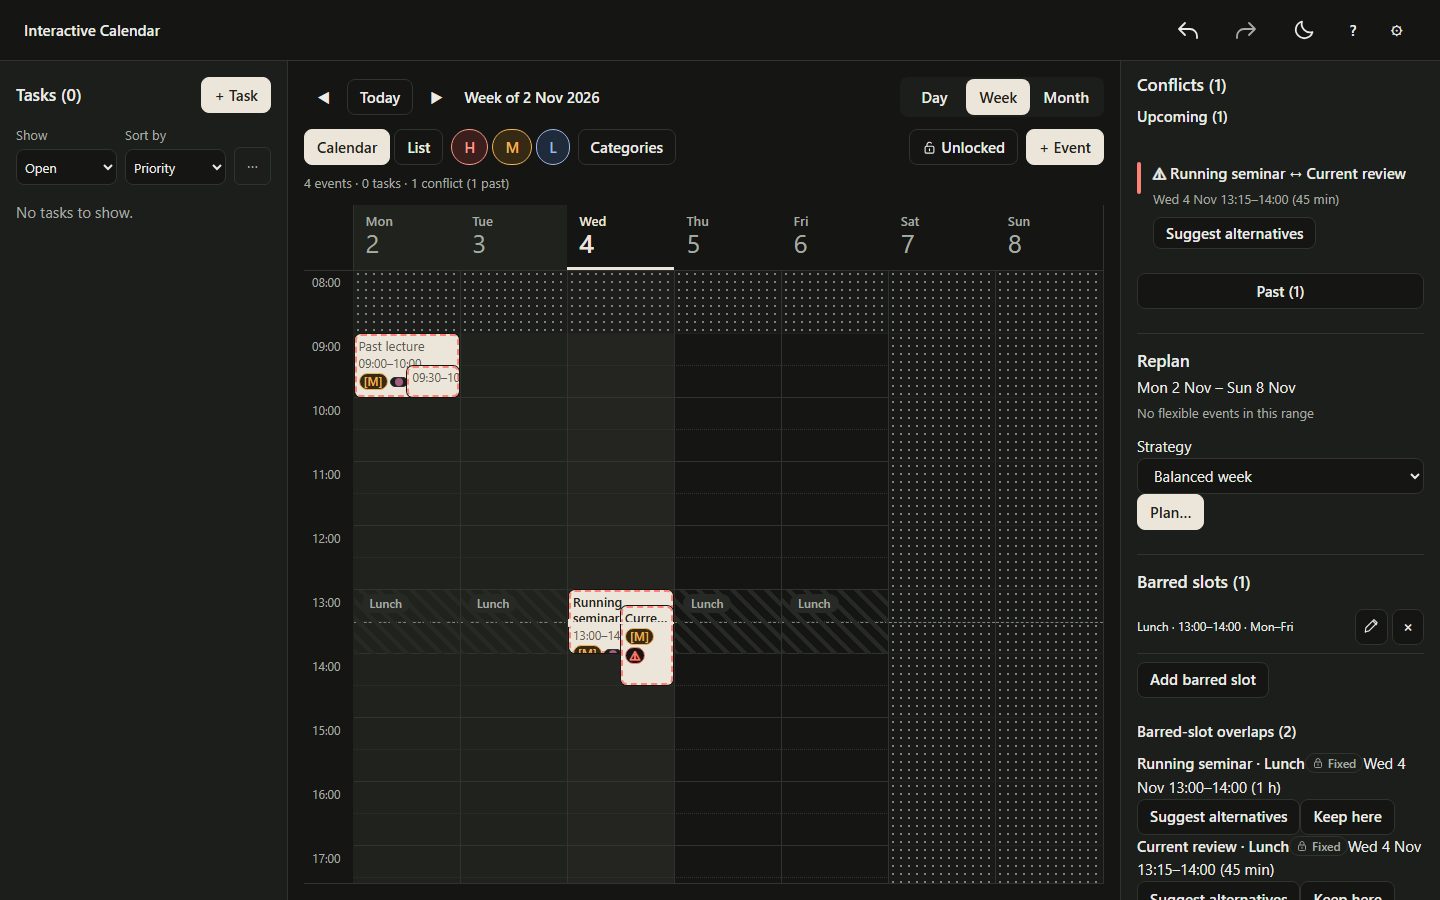 Interactive Calendar
?
Tasks (0)
+ Task
Show
Sort by
Open
Priority
...
No tasks to show.
Today
Week of 2 Nov 2026
Day
Week
Month
Calendar
List
H
M
L
Categories
Unlocked
+ Event
4 events · 0 tasks · 1 conflict (1 past)
Mon
2
Tue
3
Wed
4
Thu
5
Fri
6
Sat
7
Sun
8
08:00
09:00
10:00
11:00
12:00
13:00
14:00
15:00
16:00
17:00
Past lecture
09:00–10:00
[M]
09:30–10
Lunch
Lunch
Running
seminar
13:00–14
[M]
Curre...
[M]
Lunch
Lunch
Conflicts (1)
Upcoming (1)
Running seminar ↔ Current review
Wed 4 Nov 13:15–14:00 (45 min)
Suggest alternatives
Past (1)
Replan
Mon 2 Nov – Sun 8 Nov
No flexible events in this range
Strategy
Balanced week
Plan...
Barred slots (1)
Lunch · 13:00–14:00 · Mon–Fri
×
Add barred slot
Barred-slot overlaps (2)
Running seminar · Lunch Fixed Wed 4
Nov 13:00–14:00 (1 h)
Suggest alternatives
Keep here
Current review · Lunch Fixed Wed 4 Nov
13:15–14:00 (45 min)
Suggest alternatives
Keep here